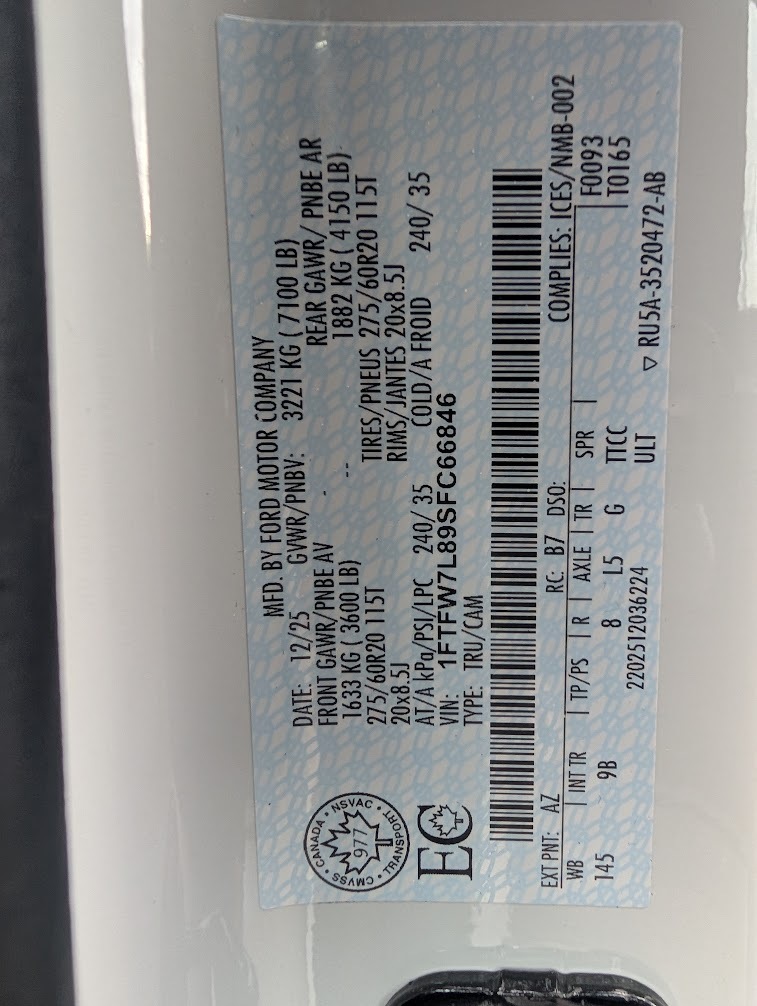 MFD. BY FORD MOTOR COMPANY
DATE: 12/25 GVWR/PNBV: 3221 KG ( 7100 LB)
FRONT GAWR/PNBE AV - REAR GAWR/ PNBE AR
1633 KG ( 3600 LB) -- 1882 KG ( 4150 LB)
275/60R20 115T TIRES/PNEUS 275/60R20 115T
20x8.5J RIMS/JANTES 20x8.5J
AT/A kPa/PSI/LPC 240/ 35 COLD/A FROID 240/ 35
VIN: 1FTFW7L89SFC66846
TYPE: TRU/CAM
CANADA • NSVAC • TRANSPORT • CMVSS •
977
EC
COMPLIES: ICES/NMB-002
EXT PNT: AZ RC: B7 DSO: F0093
WB | INT TR | TP/PS | R | AXLE | TR | SPR | T0165
145 9B 8 L5 G TTCC
ULT
2202512036224
▽ RU5A-3520472-AB